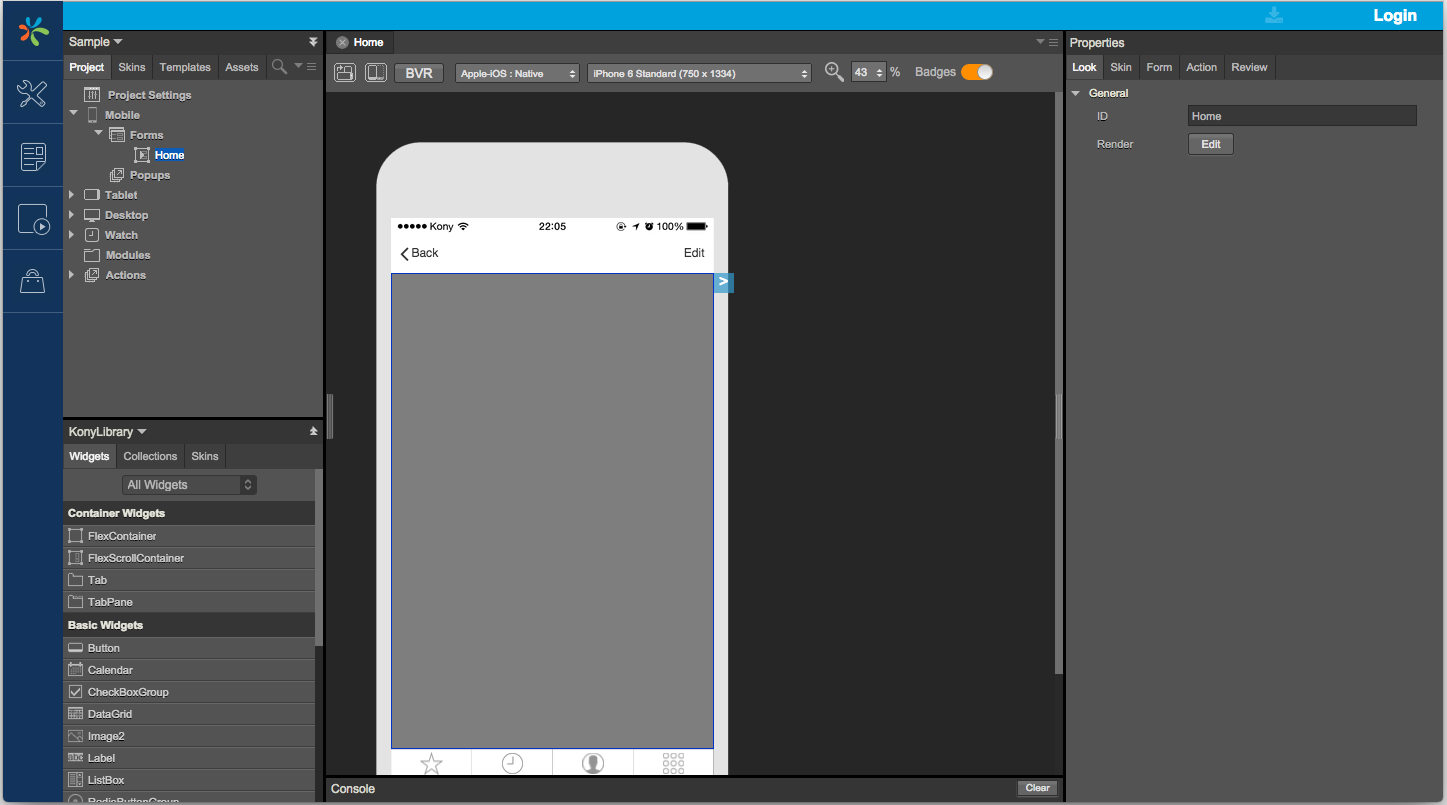 Login
Sample
Project Skins Templates Assets
Project Settings
Mobile
Forms
Home
Popups
Tablet
Desktop
Watch
Modules
Actions
KonyLibrary
Widgets Collections Skins
All Widgets
Container Widgets
FlexContainer
FlexScrollContainer
Tab
TabPane
Basic Widgets
Button
Calendar
CheckBoxGroup
DataGrid
Image2
Label
ListBox
RadioButtonGroup
Home
BVR Apple-iOS : Native iPhone 6 Standard (750 x 1334) 43 % Badges
Kony 22:05 100%
Back Edit
>
Console Clear
Properties
Look Skin Form Action Review
General
ID Home
Render Edit